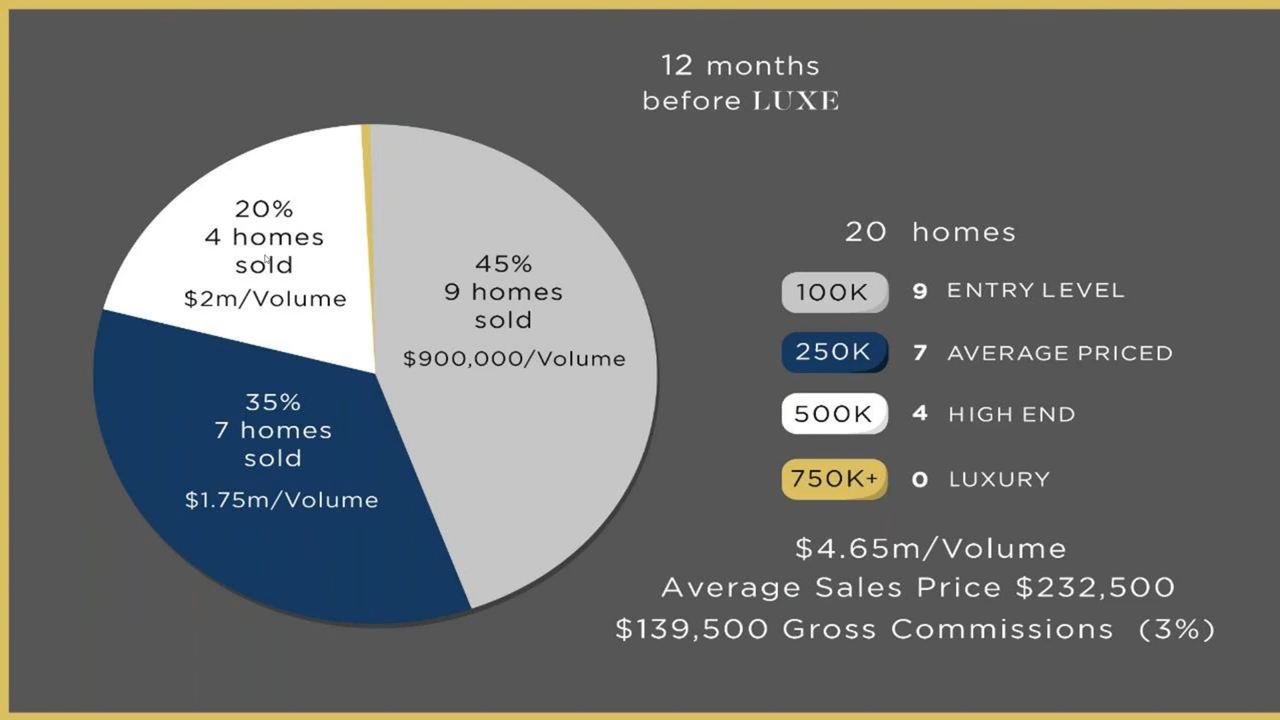 12 months
before LUXE
20%
4 homes
sold
$2m/Volume
45%
9 homes
sold
$900,000/Volume
35%
7 homes
sold
$1.75m/Volume
20 homes
100K 9 ENTRY LEVEL
250K 7 AVERAGE PRICED
500K 4 HIGH END
750K+ 0 LUXURY
$4.65m/Volume
Average Sales Price $232,500
$139,500 Gross Commissions (3%)